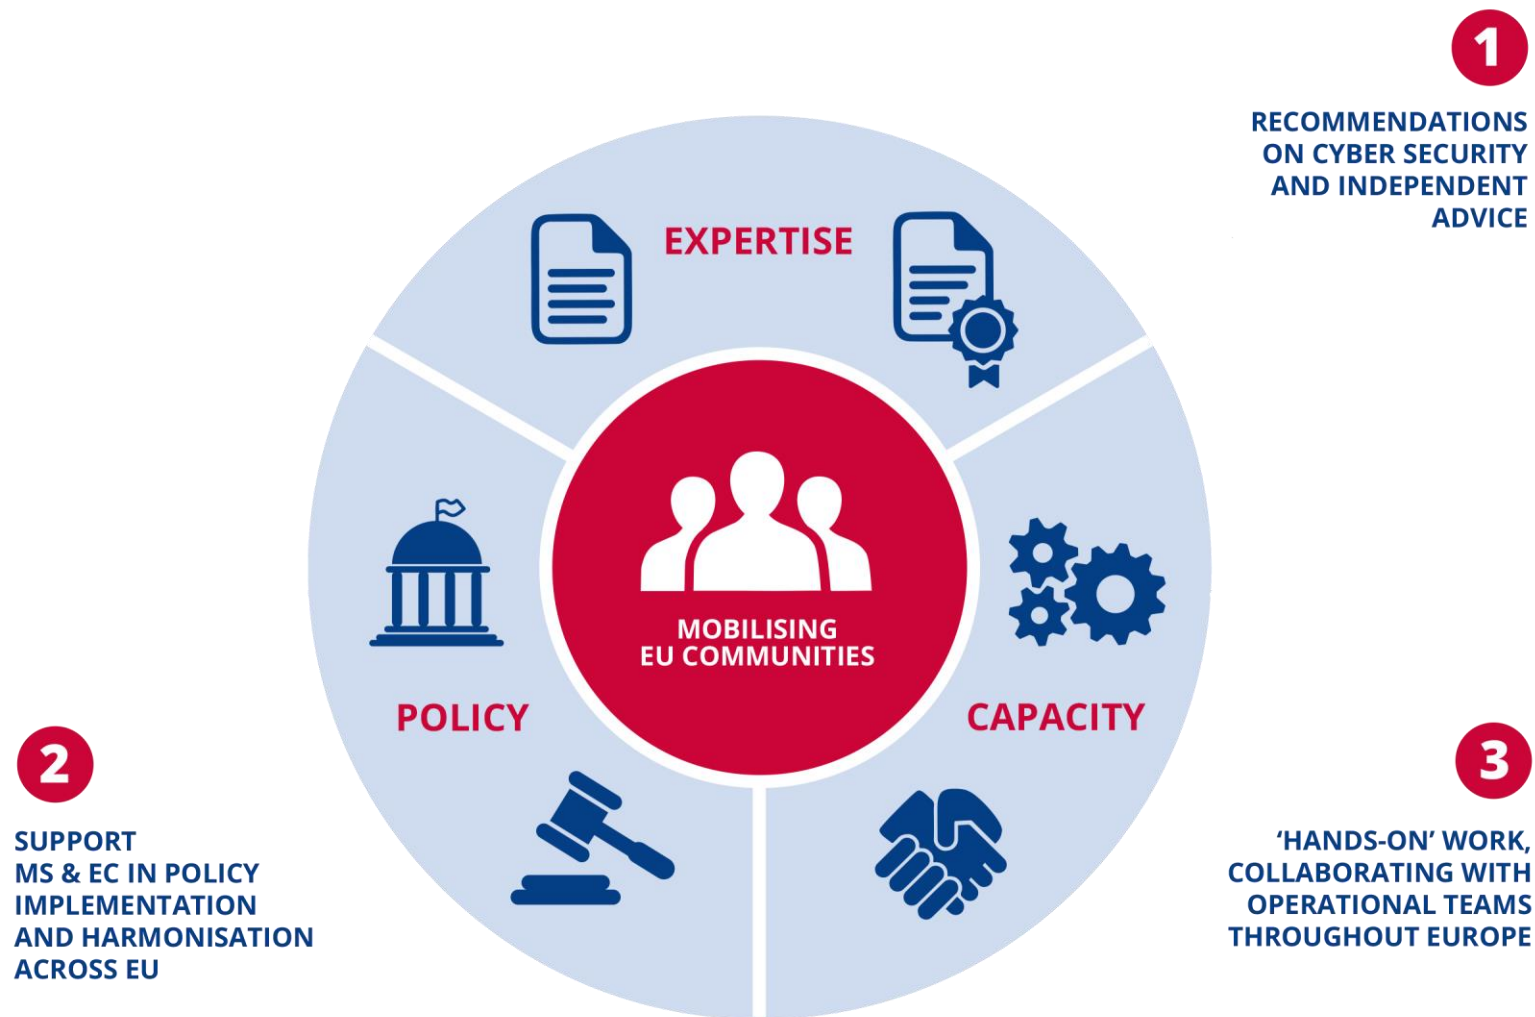 1
RECOMMENDATIONS
ON CYBER SECURITY
AND INDEPENDENT
ADVICE
EXPERTISE
MOBILISING
EU COMMUNITIES
POLICY
CAPACITY
2
SUPPORT
MS & EC IN POLICY
IMPLEMENTATION
AND HARMONISATION
ACROSS EU
3
‘HANDS-ON’ WORK,
COLLABORATING WITH
OPERATIONAL TEAMS
THROUGHOUT EUROPE